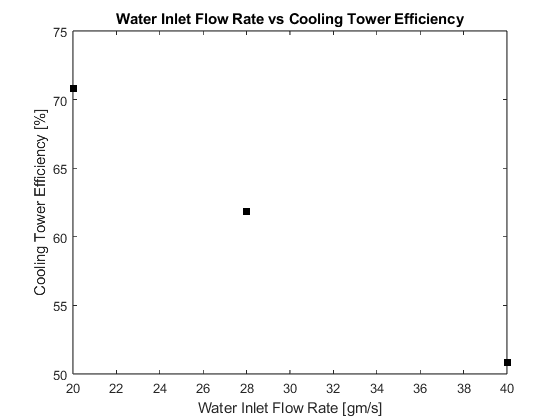 Water Inlet Flow Rate vs Cooling Tower Efficiency
Cooling Tower Efficiency [%]
75
70
65
60
55
50
20 22 24 26 28 30 32 34 36 38 40
Water Inlet Flow Rate [gm/s]